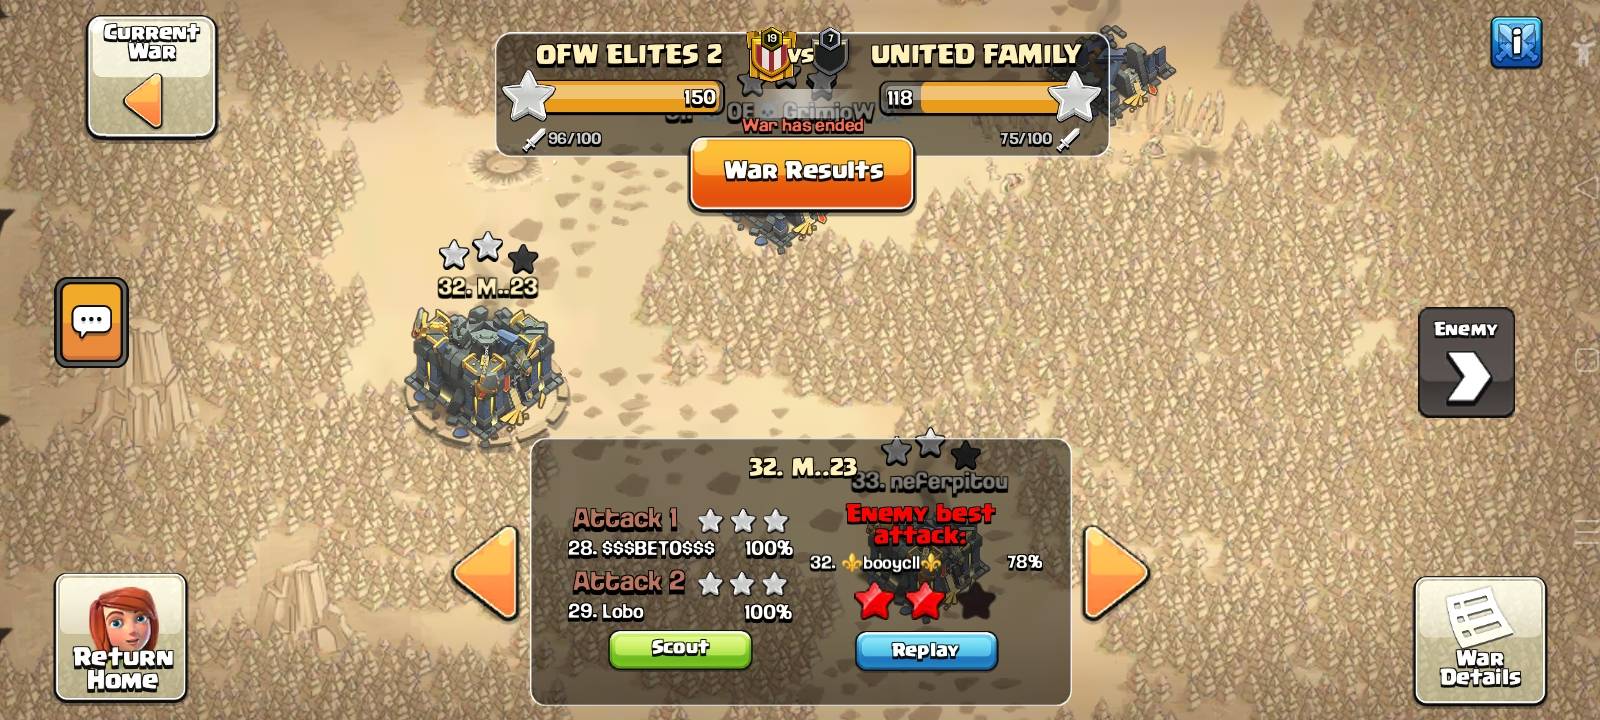 Current
War
OFW ELITES 2
19
vs
7
UNITED FAMILY
150
118
War has ended
96/100
75/100
War Results
32. M..23
Enemy
32. M..23
33. neferpitou
Attack 1
28. $$$BETO$$$ 100%
Attack 2
29. Lobo 100%
Scout
Enemy best
attack:
32. ⚜booycll⚜ 78%
Replay
Return
Home
War
Details